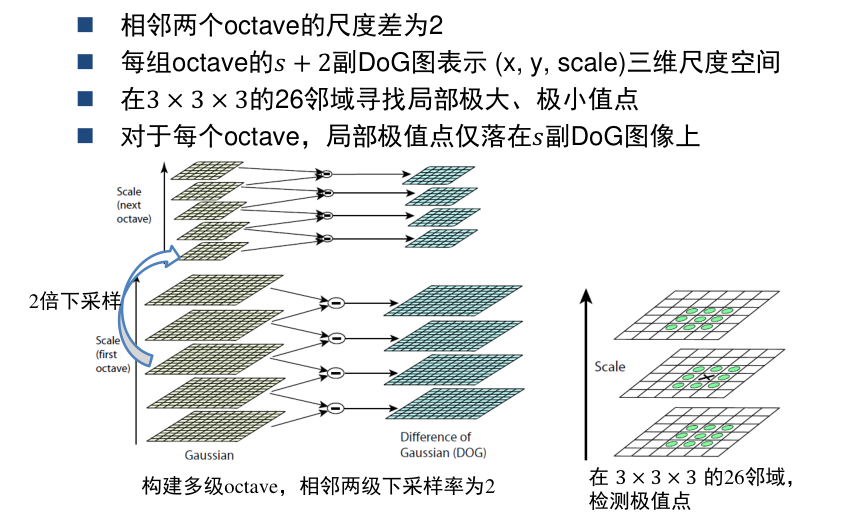 相邻两个octave的尺度差为2
每组octave的s + 2副DoG图表示 (x, y, scale)三维尺度空间
在3 × 3 × 3的26邻域寻找局部极大、极小值点
对于每个octave，局部极值点仅落在s副DoG图像上
Scale
(next
octave)
2倍下采样
Scale
(first
octave)
Gaussian
Difference of
Gaussian (DOG)
构建多级octave，相邻两级下采样率为2
Scale
在 3 × 3 × 3 的26邻域，
检测极值点